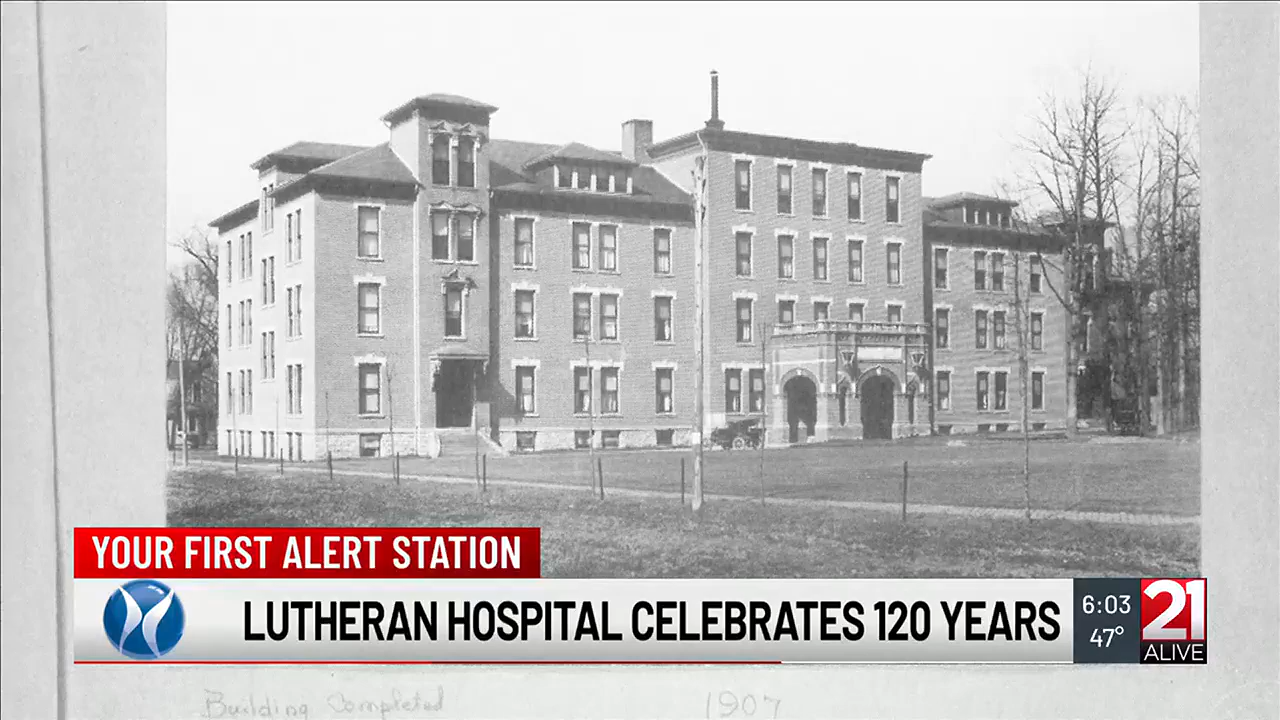 YOUR FIRST ALERT STATION
LUTHERAN HOSPITAL CELEBRATES 120 YEARS
6:03
47°
21
ALIVE
Building Completed 1907